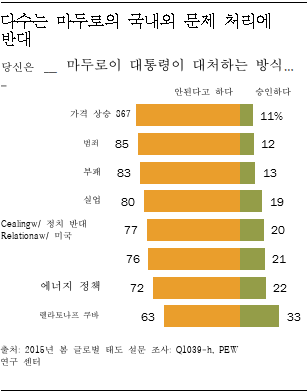 다수는 마두로의 국내외 문제 처리에
반대
당신은 __ 마두로이 대통령이 대처하는 방식...
_
안된다고 하다 승인하다
가격 상승 867 11%
범죄 85 12
부패 83 13
실업 80 19
Cealingw/ 정치 반대 77 20
Relationaw/ 미국
76 21
에너지 정책 72 22
랠라토나즈 쿠바 63 33
출처: 2015년 봄 글로벌 태도 설문 조사: Q1039-h, PEW
연구 센터